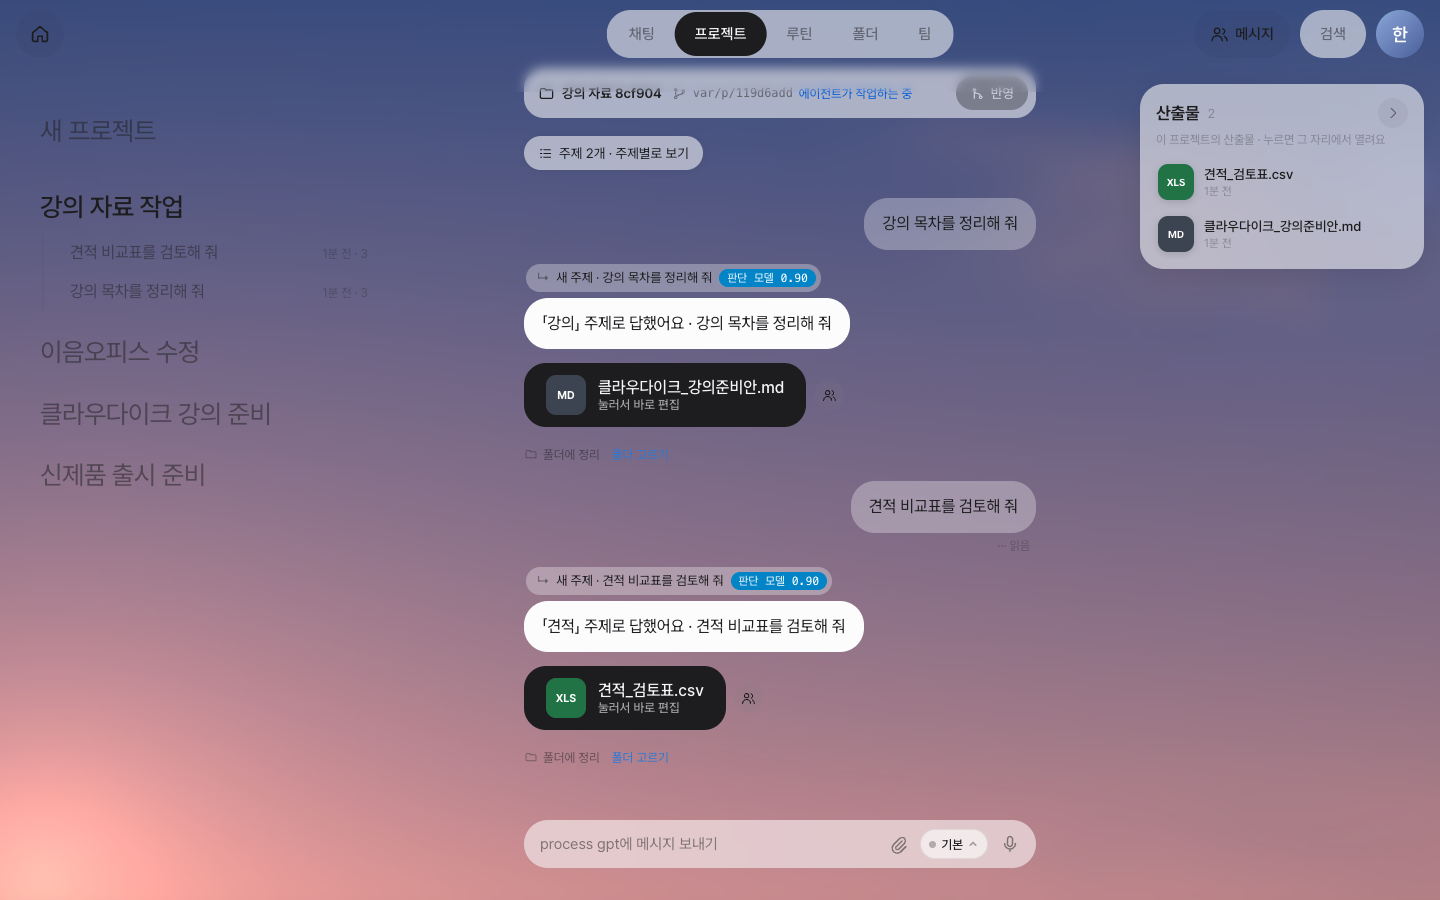 채팅
프로젝트
루틴
폴더
팀
메시지
검색
한
새 프로젝트
강의 자료 작업
견적 비교표를 검토해 줘
1분 전 · 3
강의 목차를 정리해 줘
1분 전 · 3
이음오피스 수정
클라우다이크 강의 준비
신제품 출시 준비
강의 자료 8cf904
var/p/119d6add
에이전트가 작업하는 중
반영
주제 2개 · 주제별로 보기
강의 목차를 정리해 줘
새 주제 · 강의 목차를 정리해 줘
판단 모델 0.90
「강의」 주제로 답했어요 · 강의 목차를 정리해 줘
MD
클라우다이크_강의준비안.md
눌러서 바로 편집
폴더에 정리
폴더 고르기
견적 비교표를 검토해 줘
··· 읽음
새 주제 · 견적 비교표를 검토해 줘
판단 모델 0.90
「견적」 주제로 답했어요 · 견적 비교표를 검토해 줘
XLS
견적_검토표.csv
눌러서 바로 편집
폴더에 정리
폴더 고르기
process gpt에 메시지 보내기
기본
산출물 2
이 프로젝트의 산출물 · 누르면 그 자리에서 열려요
XLS
견적_검토표.csv
1분 전
MD
클라우다이크_강의준비안.md
1분 전